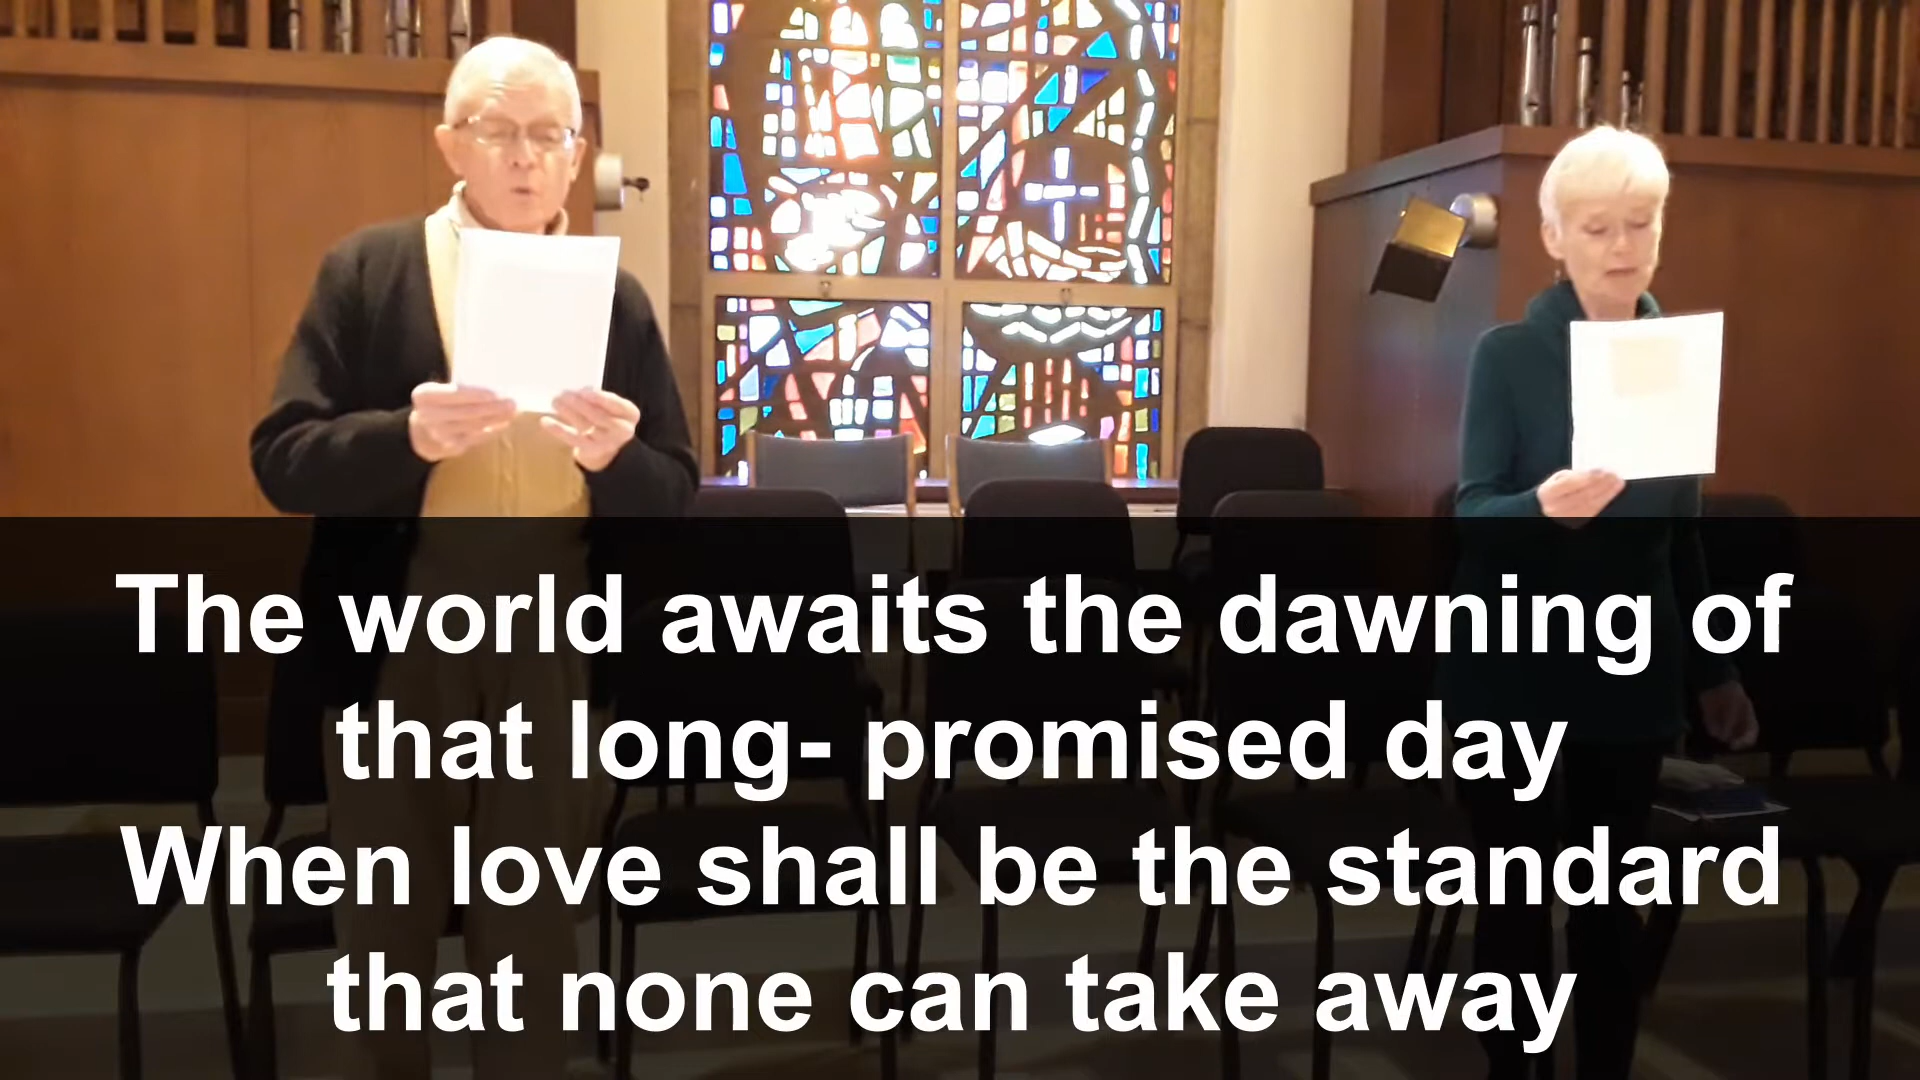 The world awaits the dawning of
that long- promised day
When love shall be the standard
that none can take away